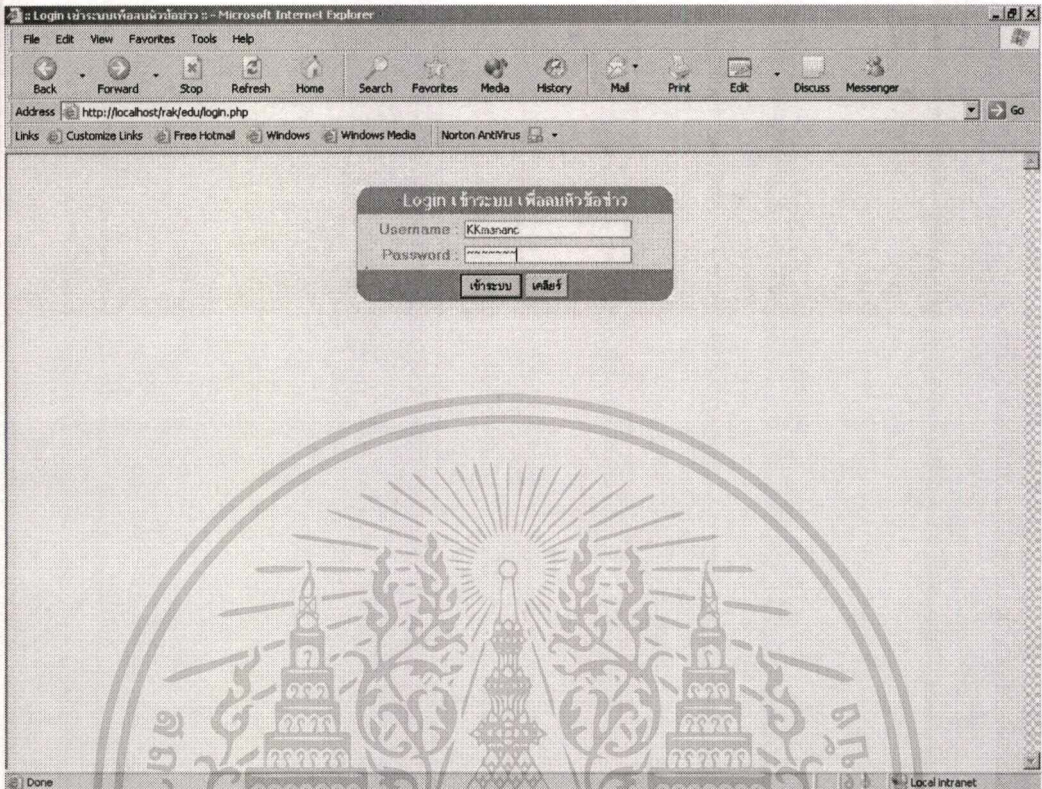 :: Login เข้าระบบเพื่อลบหัวข้อข่าว :: - Microsoft Internet Explorer
File Edit View Favorites Tools Help
Back Forward Stop Refresh Home Search Favorites Media History Mail Print Edit Discuss Messenger
Address http://localhost/rak/edu/login.php Go
Links Customize Links Free Hotmail Windows Windows Media Norton AntiVirus
Login เข้าระบบ เพื่อลบหัวข้อข่าว
Username : KKmananc
Password : ~~~~~~~
เข้าระบบ เคลียร์
Done Local intranet